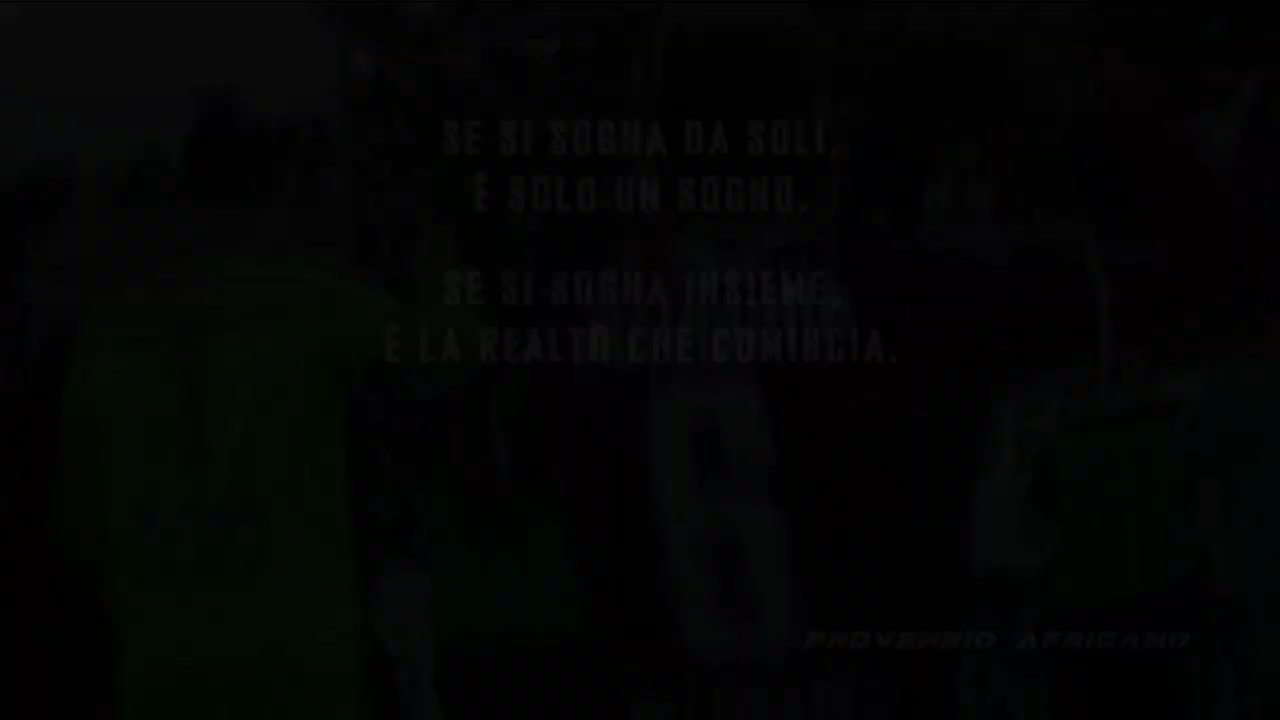 SE SI SOGNA DA SOLI,
È SOLO UN SOGNO.
SE SI SOGNA INSIEME,
È LA REALTÀ CHE COMINCIA.
PROVERBIO AFRICANO